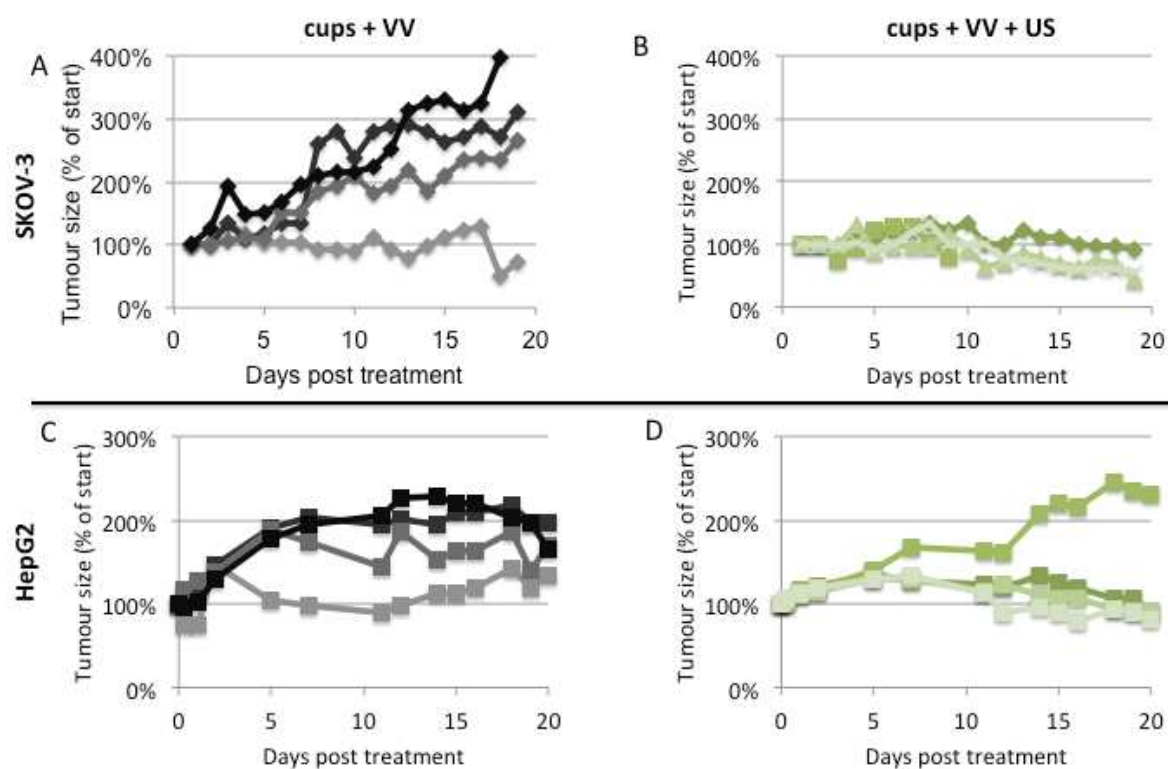 cups + VV
cups + VV + US
SKOV-3
A
Tumour size (% of start)
400%
300%
200%
100%
0%
0 5 10 15 20
Days post treatment
B
Tumour size (% of start)
400%
300%
200%
100%
0%
0 5 10 15 20
Days post treatment
HepG2
C
Tumour size (% of start)
300%
200%
100%
0%
0 5 10 15 20
Days post treatment
D
Tumour size (% of start)
300%
200%
100%
0%
0 5 10 15 20
Days post treatment